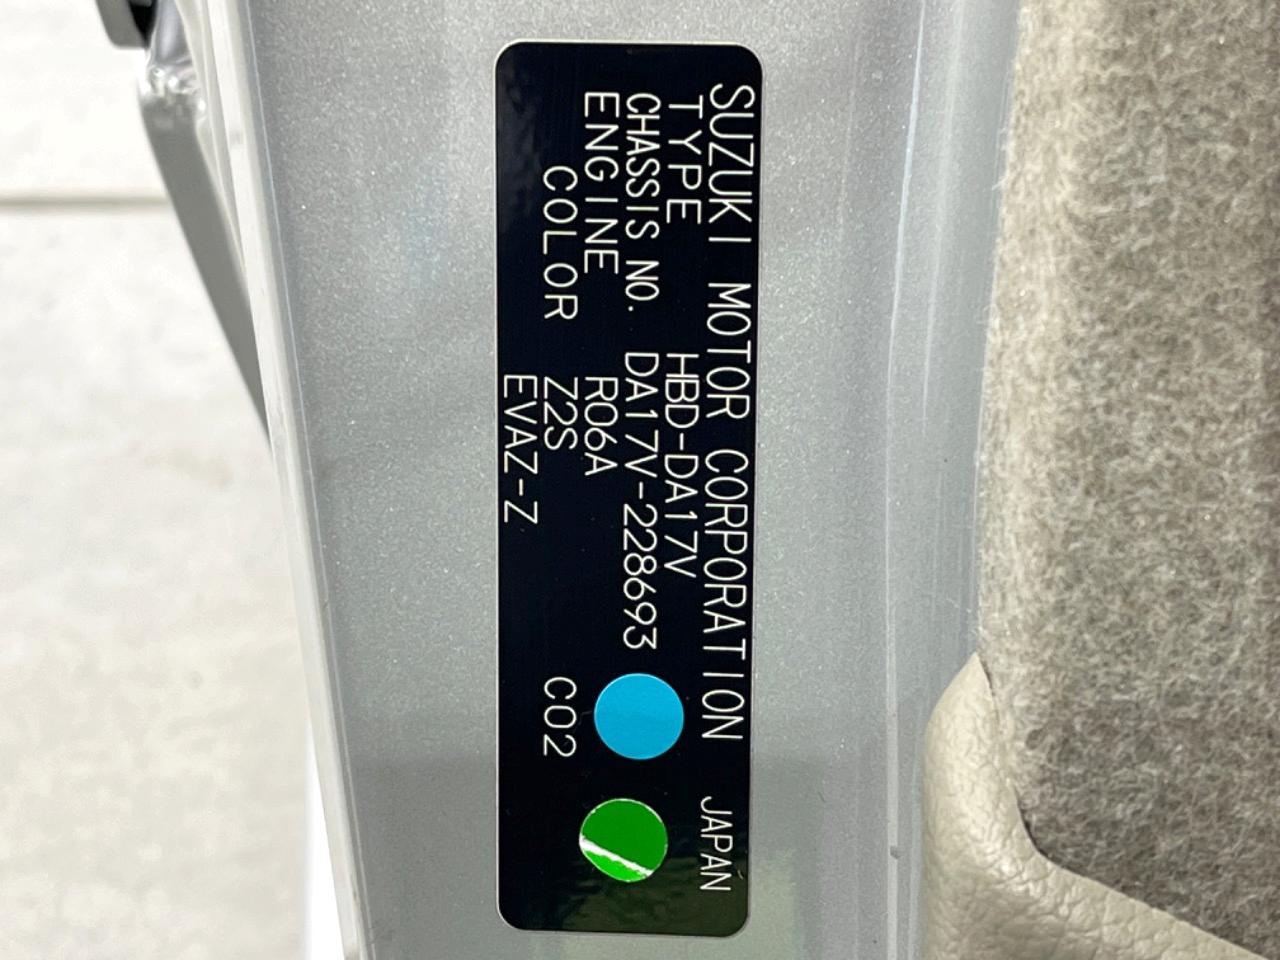 SUZUKI MOTOR CORPORATION JAPAN
TYPE HBD-DA17V
CHASSIS NO. DA17V-228693
ENGINE R06A
COLOR Z2S C02
EVAZ-Z